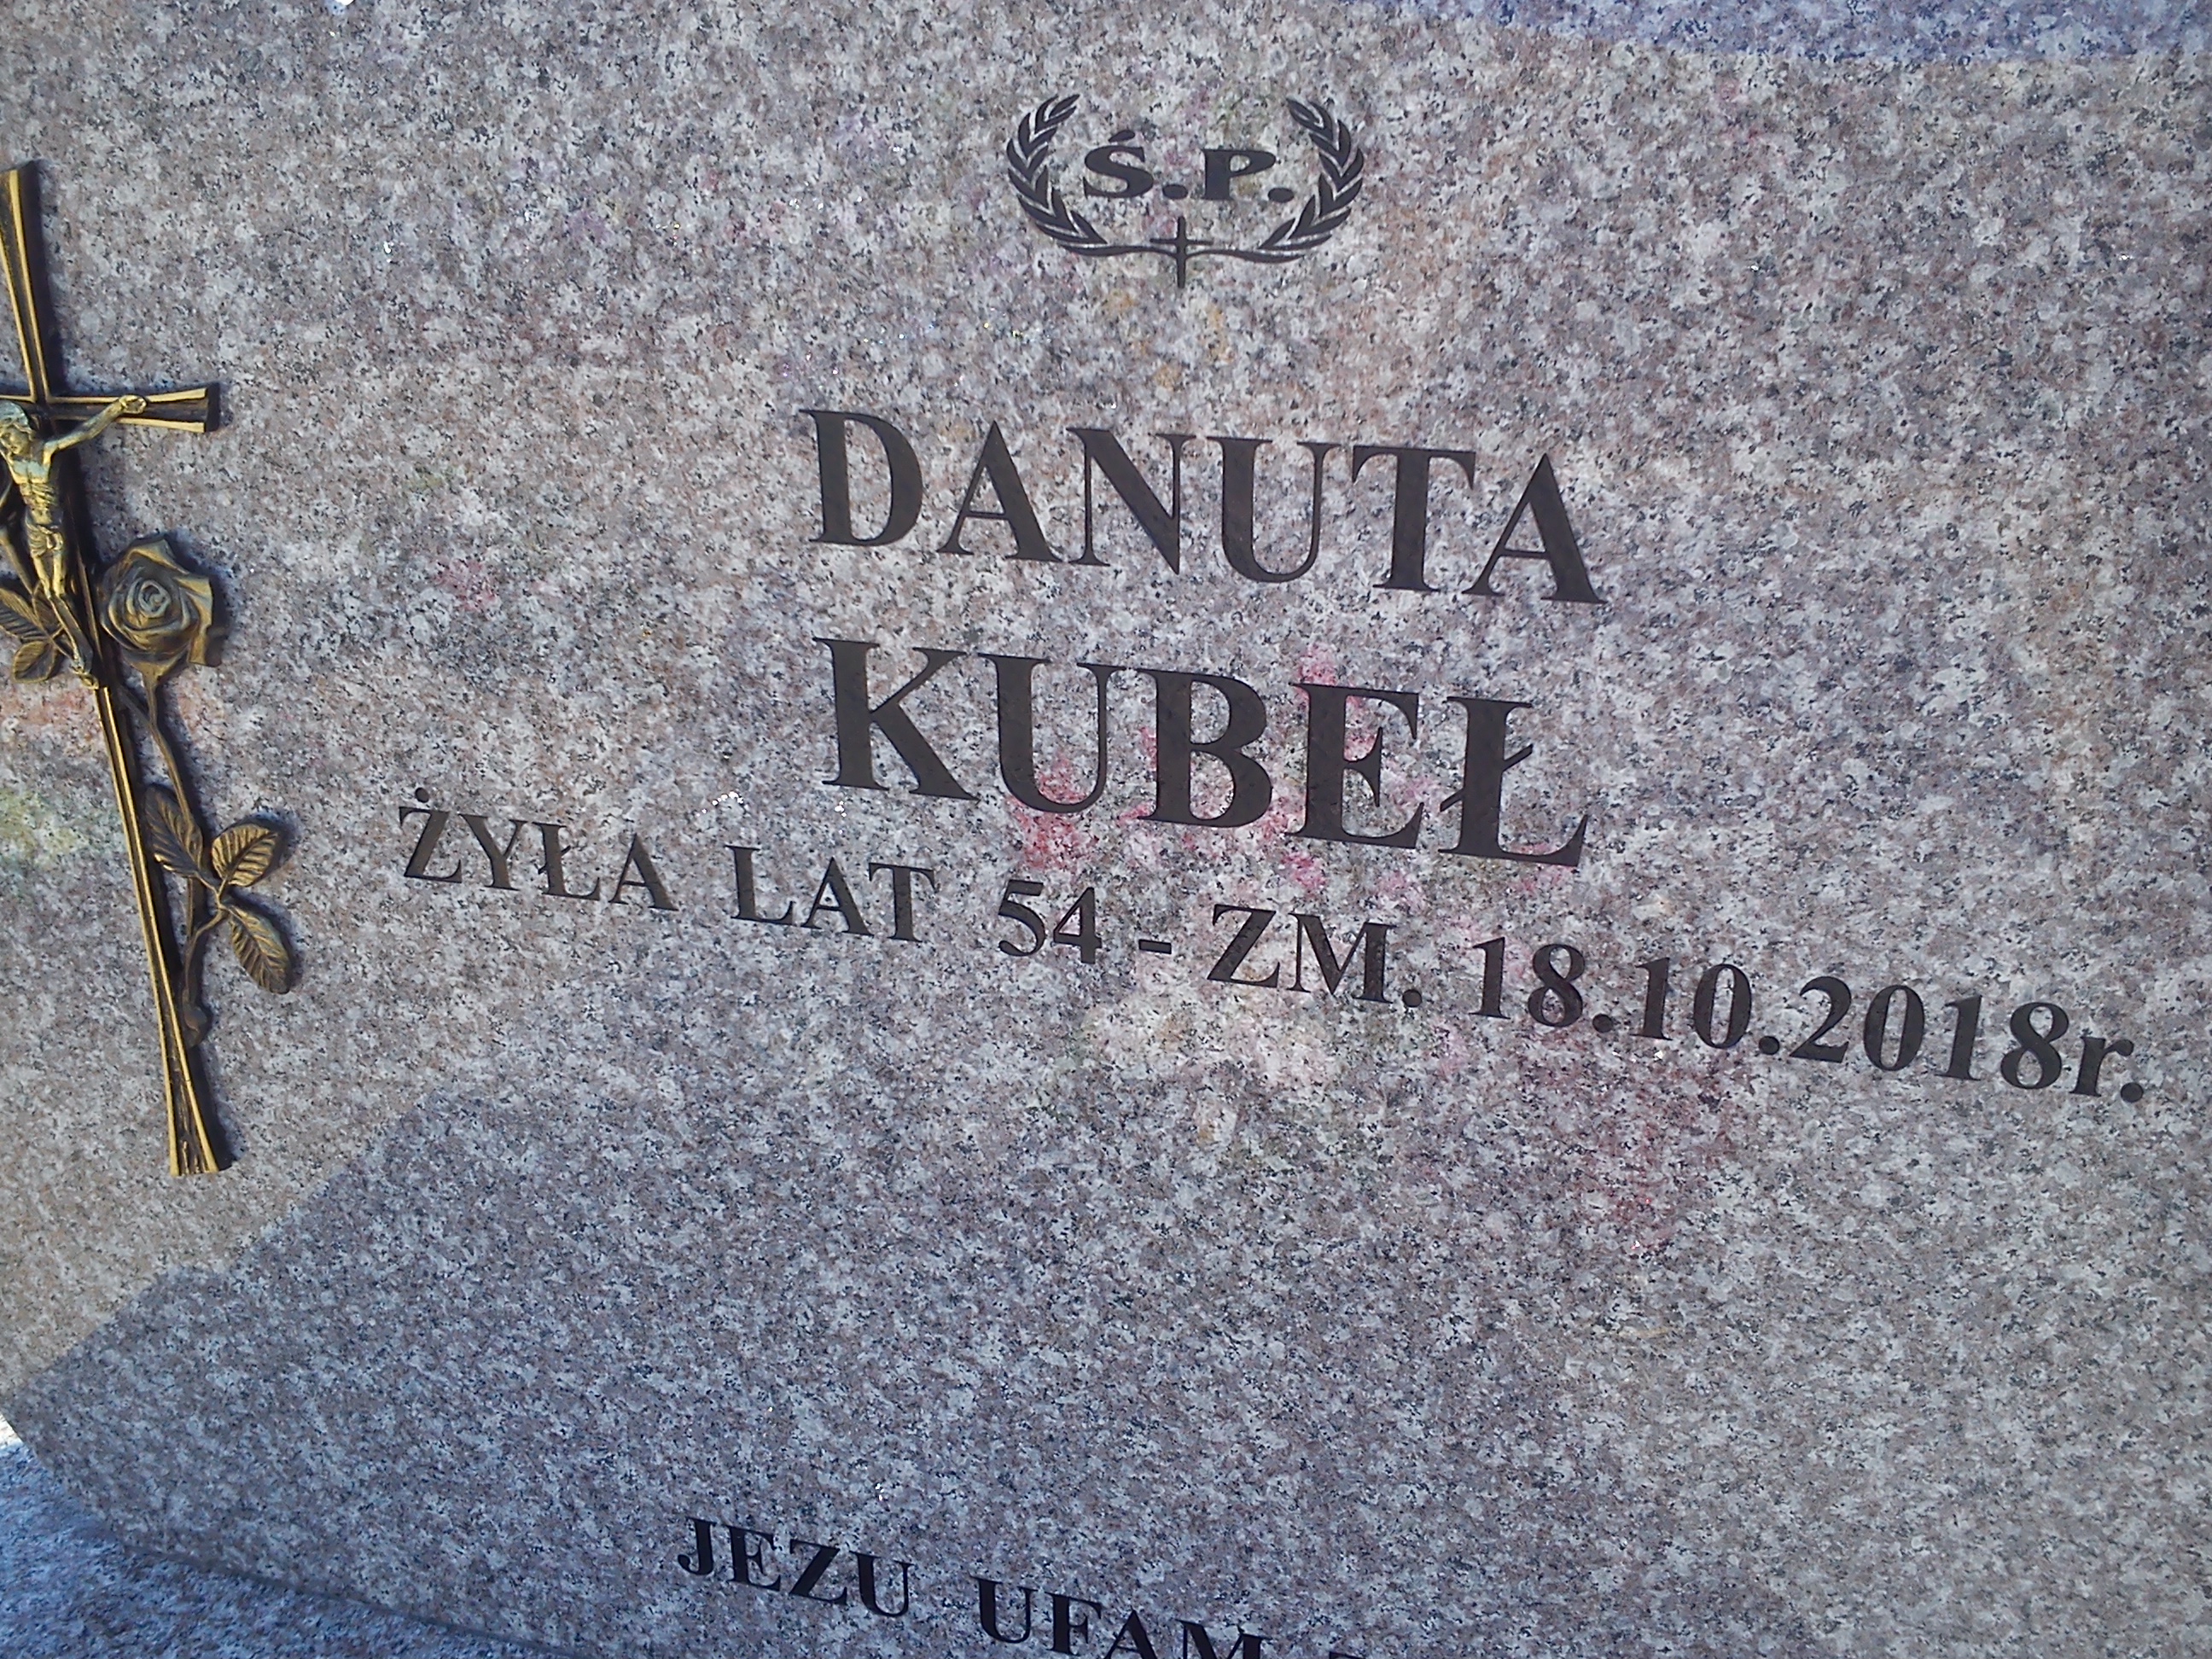 Ś.P.
DANUTA
KUBEŁ
ŻYŁA LAT 54 - ZM. 18.10.2018r.
JEZU UFAM